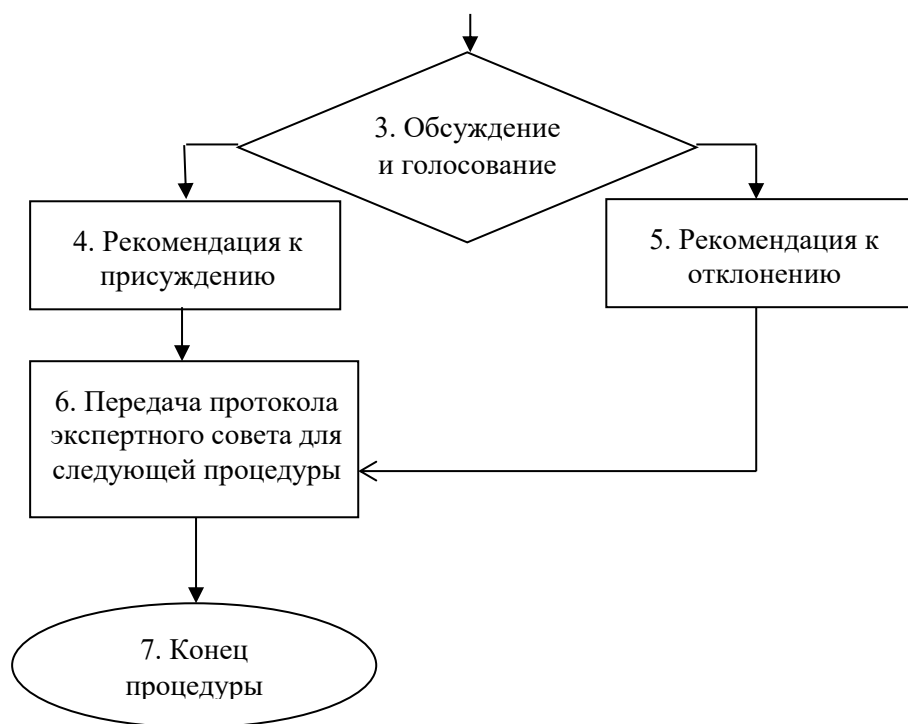 3. Обсуждение
и голосование
4. Рекомендация к
присуждению
5. Рекомендация к
отклонению
6. Передача протокола
экспертного совета для
следующей процедуры
7. Конец
процедуры